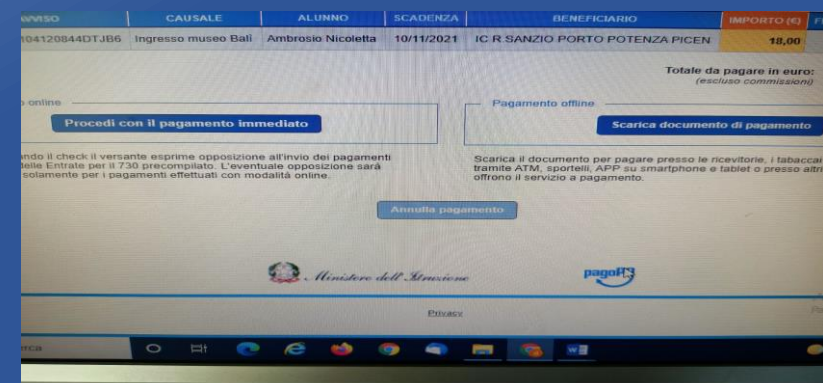 AVVISO CAUSALE ALUNNO SCADENZA BENEFICIARIO IMPORTO (€)
104120844DTJB6 Ingresso museo Balì Ambrosio Nicoletta 10/11/2021 IC R.SANZIO PORTO POTENZA PICEN 18,00
Totale da pagare in euro:
(escluso commissioni)
online
Pagamento offline
Procedi con il pagamento immediato
Scarica documento di pagamento
ando il check il versante esprime opposizione all'invio dei pagamenti
delle Entrate per il 730 precompilato. L'eventuale opposizione sarà
solamente per i pagamenti effettuati con modalità online.
Scarica il documento per pagare presso le ricevitorie, i tabaccai
tramite ATM, sportelli, APP su smartphone e tablet o presso altri
offrono il servizio a pagamento.
Annulla pagamento
Ministero dell'Istruzione
pagoPA
Privacy
erca